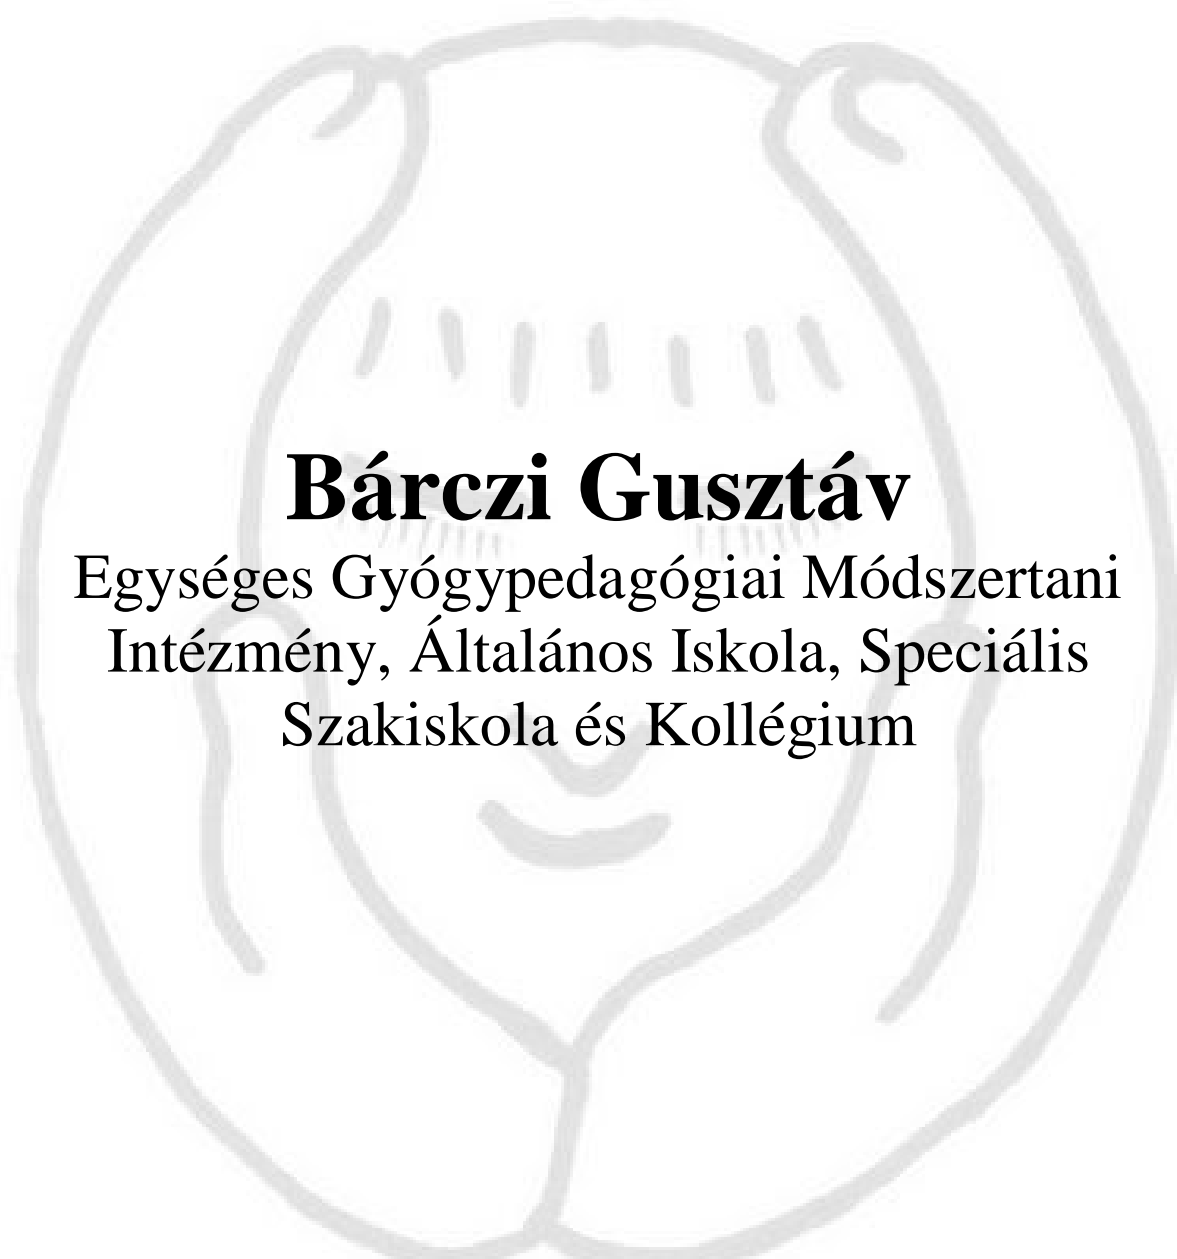 Bárczi Gusztáv
Egységes Gyógypedagógiai Módszertani
Intézmény, Általános Iskola, Speciális
Szakiskola és Kollégium